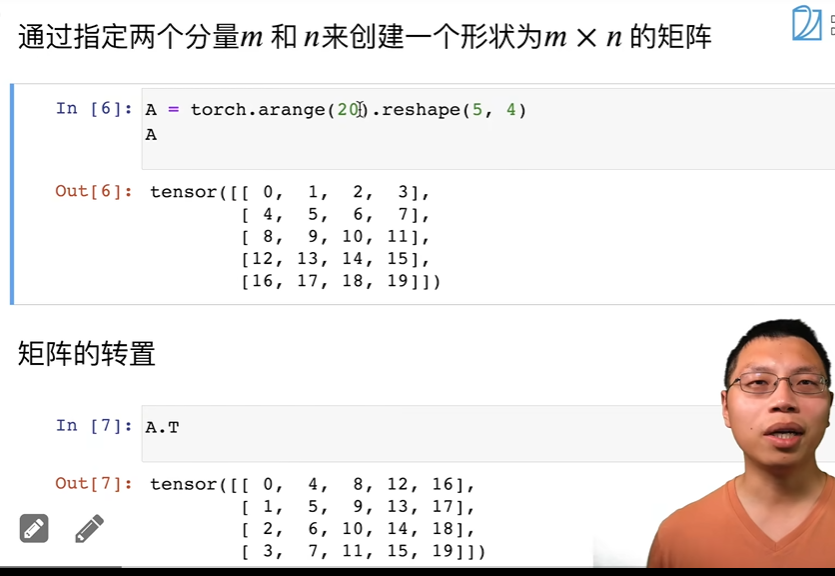 通过指定两个分量m 和 n来创建一个形状为m × n 的矩阵
In [6]: A = torch.arange(20).reshape(5, 4)
A
Out[6]: tensor([[ 0,  1,  2,  3],
[ 4,  5,  6,  7],
[ 8,  9, 10, 11],
[12, 13, 14, 15],
[16, 17, 18, 19]])
矩阵的转置
In [7]: A.T
Out[7]: tensor([[ 0,  4,  8, 12, 16],
[ 1,  5,  9, 13, 17],
[ 2,  6, 10, 14, 18],
[ 3,  7, 11, 15, 19]])